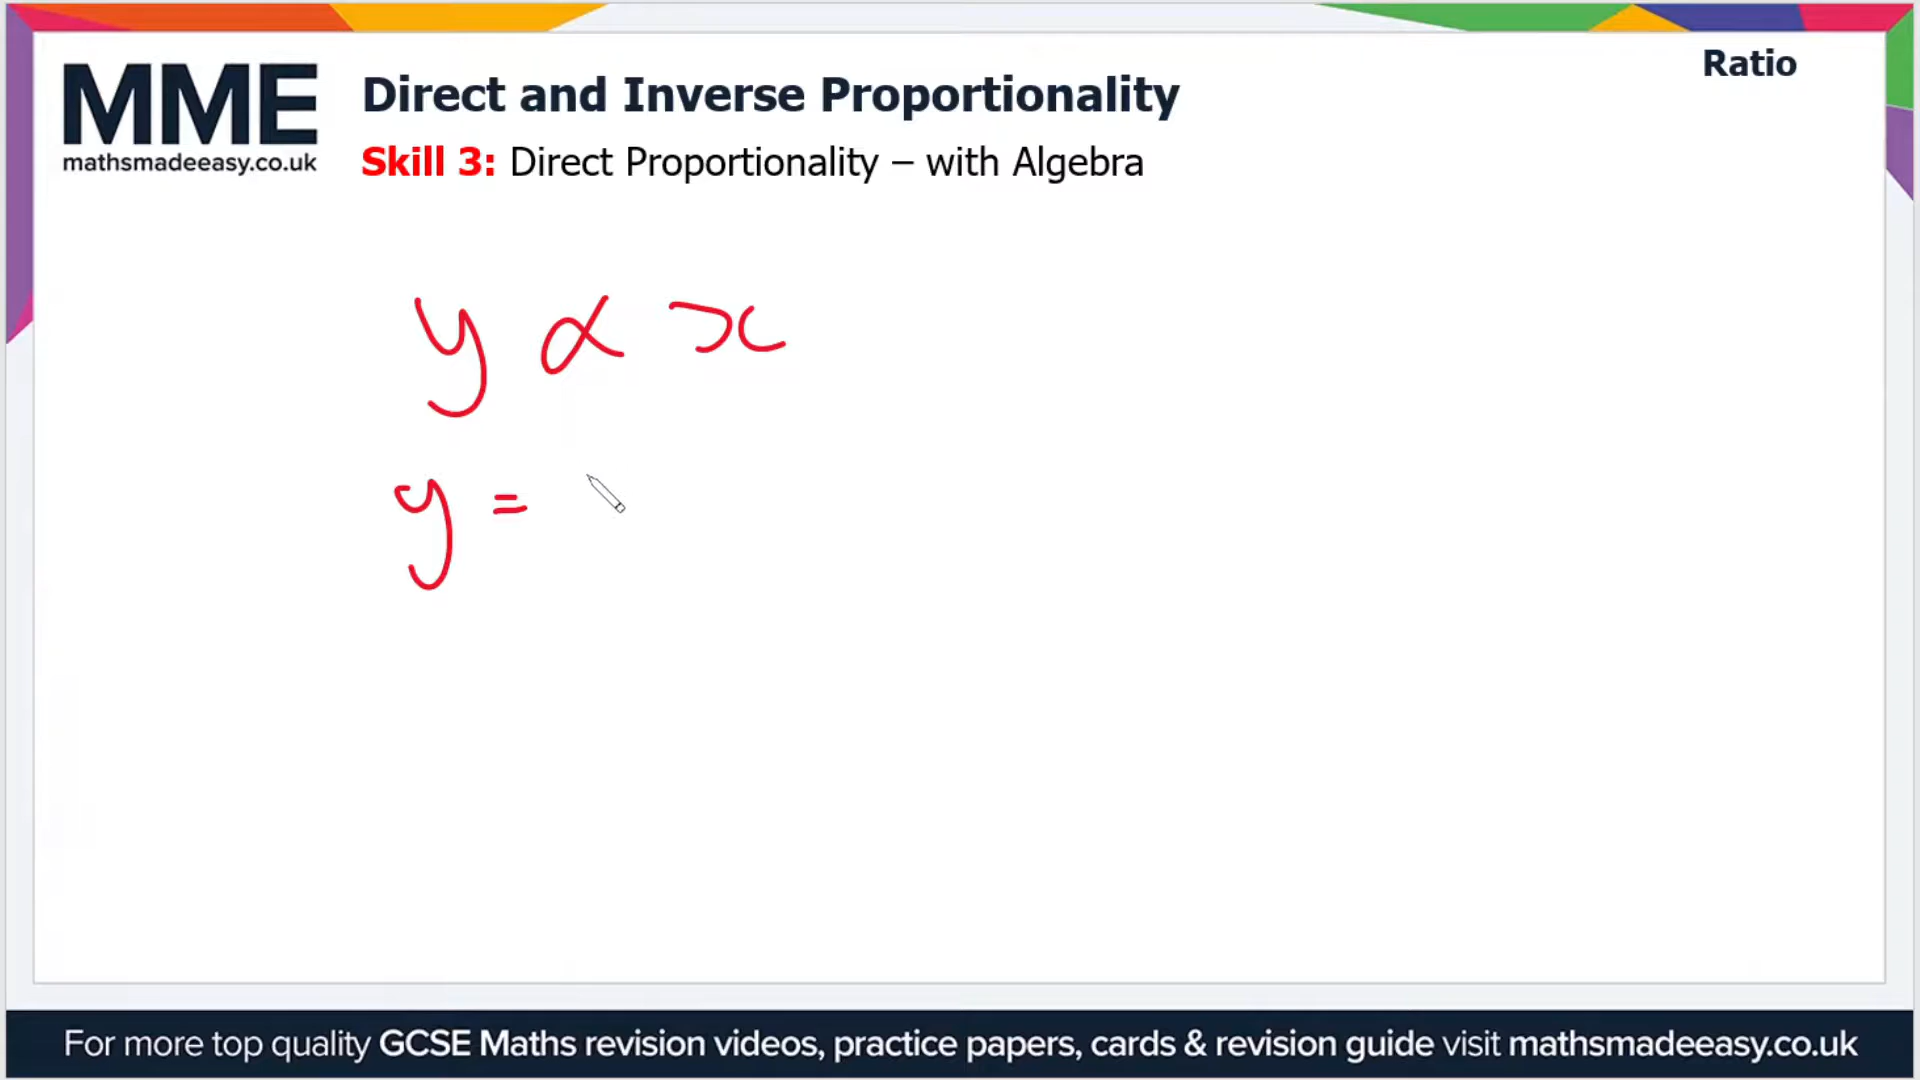 Ratio
MME
mathsmadeeasy.co.uk
Direct and Inverse Proportionality
Skill 3: Direct Proportionality – with Algebra
y ∝ x
y =
For more top quality GCSE Maths revision videos, practice papers, cards & revision guide visit mathsmadeeasy.co.uk